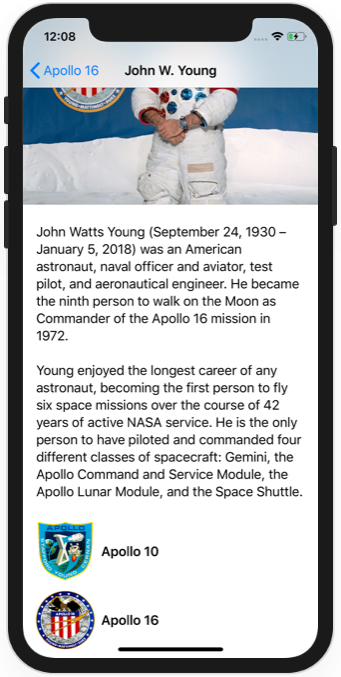 12:08
Apollo 16
John W. Young
John Watts Young (September 24, 1930 –
January 5, 2018) was an American
astronaut, naval officer and aviator, test
pilot, and aeronautical engineer. He became
the ninth person to walk on the Moon as
Commander of the Apollo 16 mission in
1972.
Young enjoyed the longest career of any
astronaut, becoming the first person to fly
six space missions over the course of 42
years of active NASA service. He is the only
person to have piloted and commanded four
different classes of spacecraft: Gemini, the
Apollo Command and Service Module, the
Apollo Lunar Module, and the Space Shuttle.
APOLLO
STAFFORD YOUNG CERNAN
Apollo 10
APOLLO 16
Apollo 16